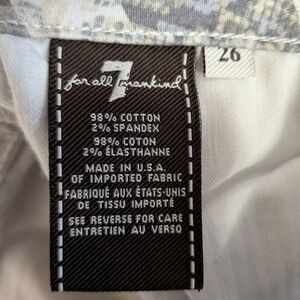 7
for all mankind
26
98% COTTON
2% SPANDEX
98% COTON
2% ÉLASTHANNE
MADE IN U.S.A.
OF IMPORTED FABRIC
FABRIQUÉ AUX ÉTATS-UNIS
DE TISSU IMPORTÉ
SEE REVERSE FOR CARE
ENTRETIEN AU VERSO